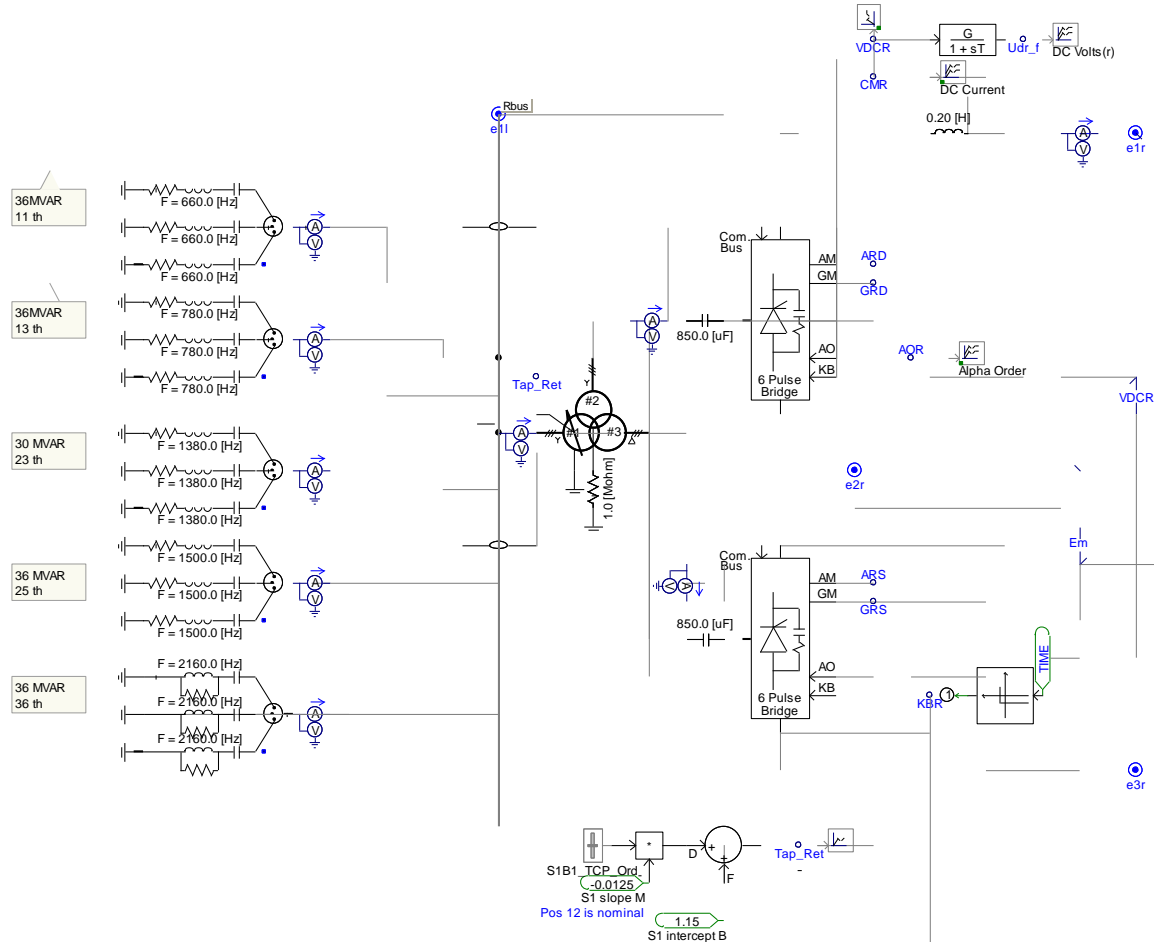 VDCR
G
1 + sT
Udr_f
DC Volts(r)
CMR
DC Current
Rbus
e1l
0.20 [H]
A
V
e1r
36MVAR
11 th
F = 660.0 [Hz]
F = 660.0 [Hz]
F = 660.0 [Hz]
A
V
Com.
Bus
AM
GM
AO
KB
6 Pulse
Bridge
ARD
GRD
36MVAR
13 th
F = 780.0 [Hz]
F = 780.0 [Hz]
F = 780.0 [Hz]
A
V
A
V
850.0 [uF]
AOR
Alpha Order
VDCR
Tap_Ret
#2
#1
#3
Y
Y
Δ
1.0 [Mohm]
A
V
30 MVAR
23 th
F = 1380.0 [Hz]
F = 1380.0 [Hz]
F = 1380.0 [Hz]
A
V
e2r
Em
36 MVAR
25 th
F = 1500.0 [Hz]
F = 1500.0 [Hz]
F = 1500.0 [Hz]
A
V
V
A
850.0 [uF]
Com.
Bus
AM
GM
AO
KB
6 Pulse
Bridge
ARS
GRS
TIME
KBR
1
36 MVAR
36 th
F = 2160.0 [Hz]
F = 2160.0 [Hz]
F = 2160.0 [Hz]
A
V
e3r
S1B1_TCP_Ord_
*
D
+
+
F
Tap_Ret
-
-0.0125
S1 slope M
Pos 12 is nominal
1.15
S1 intercept B